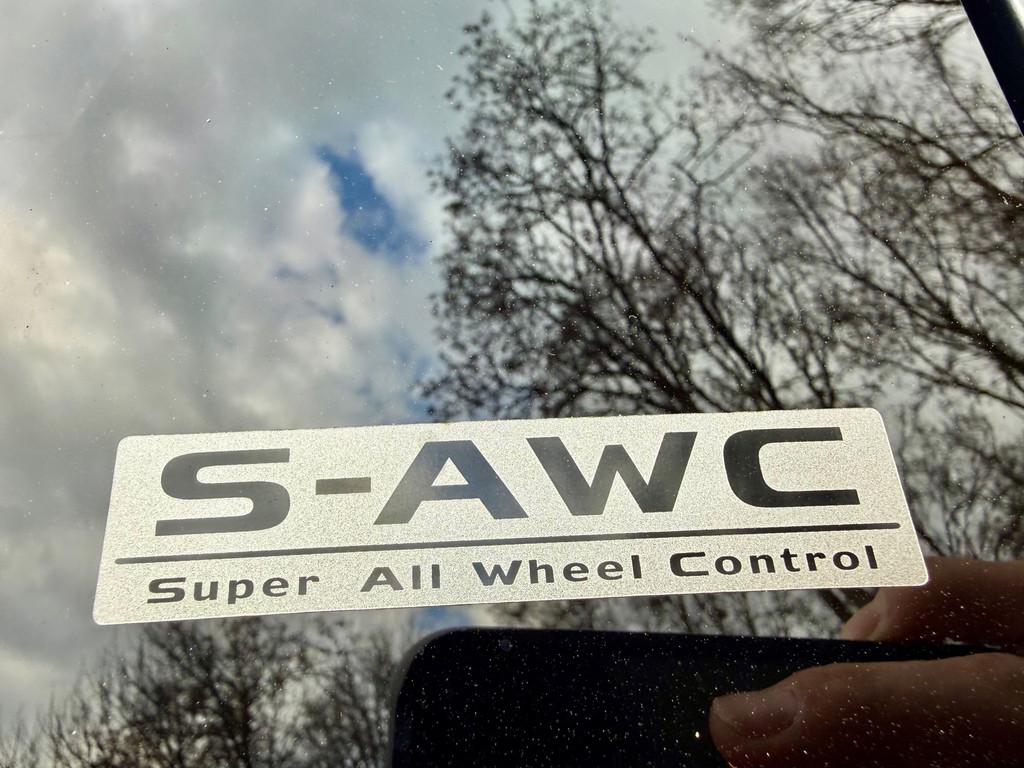 S-AWC
Super All Wheel Control